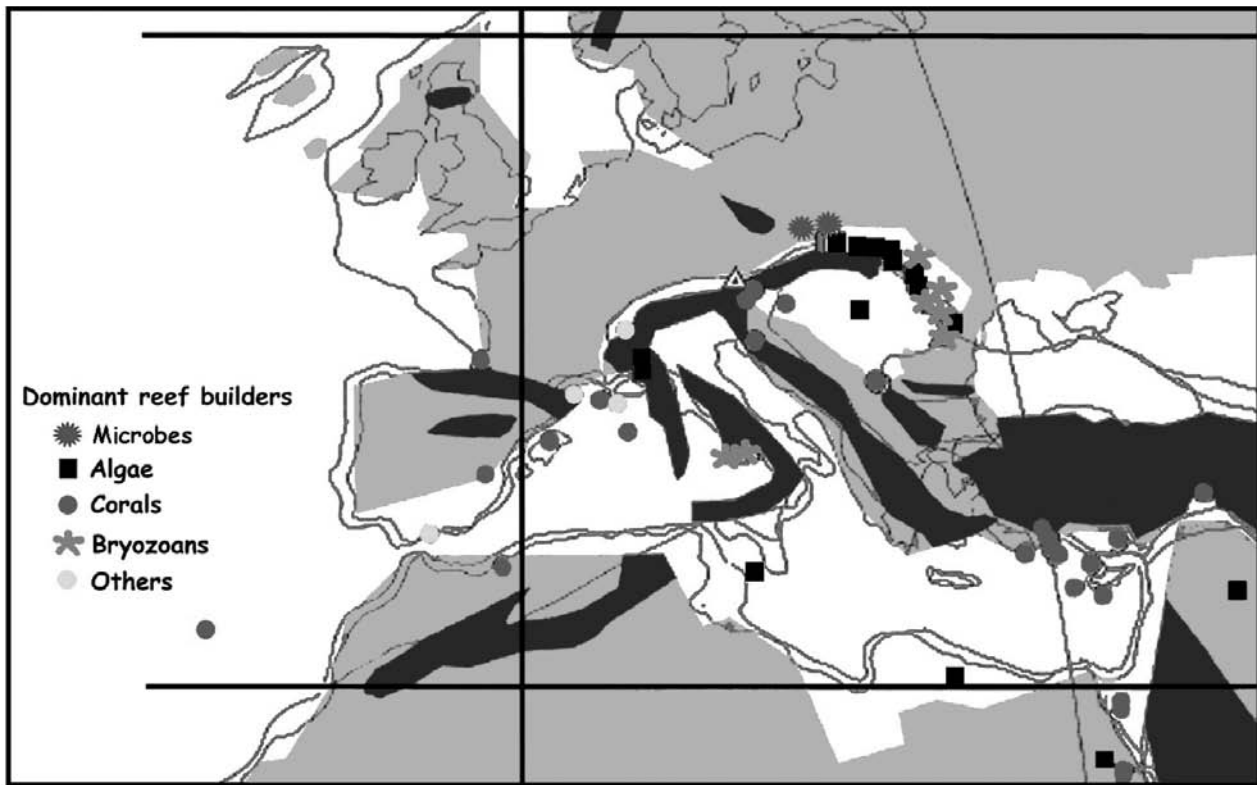 Dominant reef builders
Microbes
Algae
Corals
Bryozoans
Others